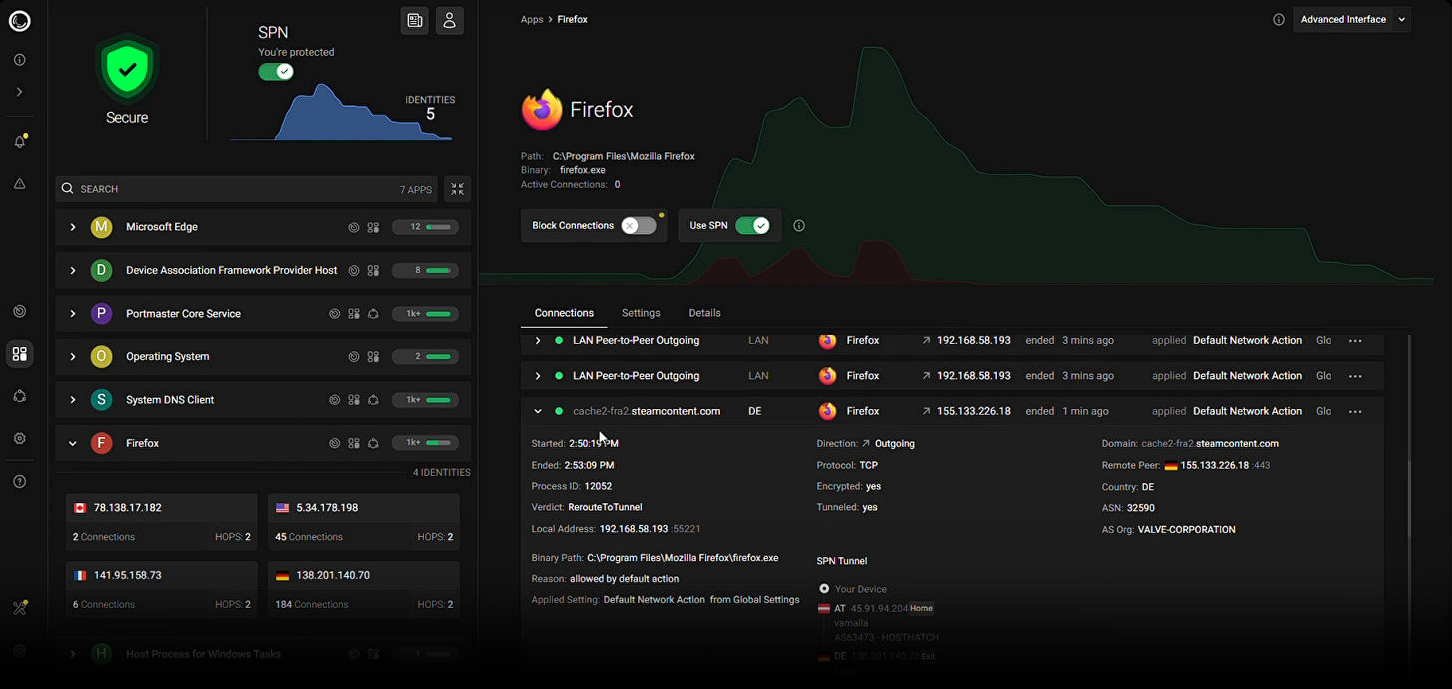 SPN
You're protected
IDENTITIES
5
Secure
SEARCH 7 APPS
M Microsoft Edge 12
D Device Association Framework Provider Host 8
P Portmaster Core Service 1k+
O Operating System 2
S System DNS Client 1k+
F Firefox 1k+
4 IDENTITIES
78.138.17.182
2 Connections HOPS: 2
5.34.178.198
45 Connections HOPS: 2
141.95.158.73
6 Connections HOPS: 2
138.201.140.70
184 Connections HOPS: 2
H Host Process for Windows Tasks 1
Apps > Firefox
Advanced Interface
Firefox
Path: C:\Program Files\Mozilla Firefox
Binary: firefox.exe
Active Connections: 0
Block Connections
Use SPN
Connections Settings Details
LAN Peer-to-Peer Outgoing LAN Firefox 192.168.58.193 ended 3 mins ago applied Default Network Action Glo
LAN Peer-to-Peer Outgoing LAN Firefox 192.168.58.193 ended 3 mins ago applied Default Network Action Glo
cache2-fra2.steamcontent.com DE Firefox 155.133.226.18 ended 1 min ago applied Default Network Action Glo
Started: 2:50:19 PM
Ended: 2:53:09 PM
Process ID: 12052
Verdict: RerouteToTunnel
Local Address: 192.168.58.193 :55221
Binary Path: C:\Program Files\Mozilla Firefox\firefox.exe
Reason: allowed by default action
Applied Setting: Default Network Action from Global Settings
Direction: Outgoing
Protocol: TCP
Encrypted: yes
Tunneled: yes
SPN Tunnel
Your Device
AT 45.91.94.204 Home
vamalla
AS63473 - HOSTHATCH
DE 138.201.140.70 Exit
Domain: cache2-fra2.steamcontent.com
Remote Peer: 155.133.226.18 :443
Country: DE
ASN: 32590
AS Org: VALVE-CORPORATION